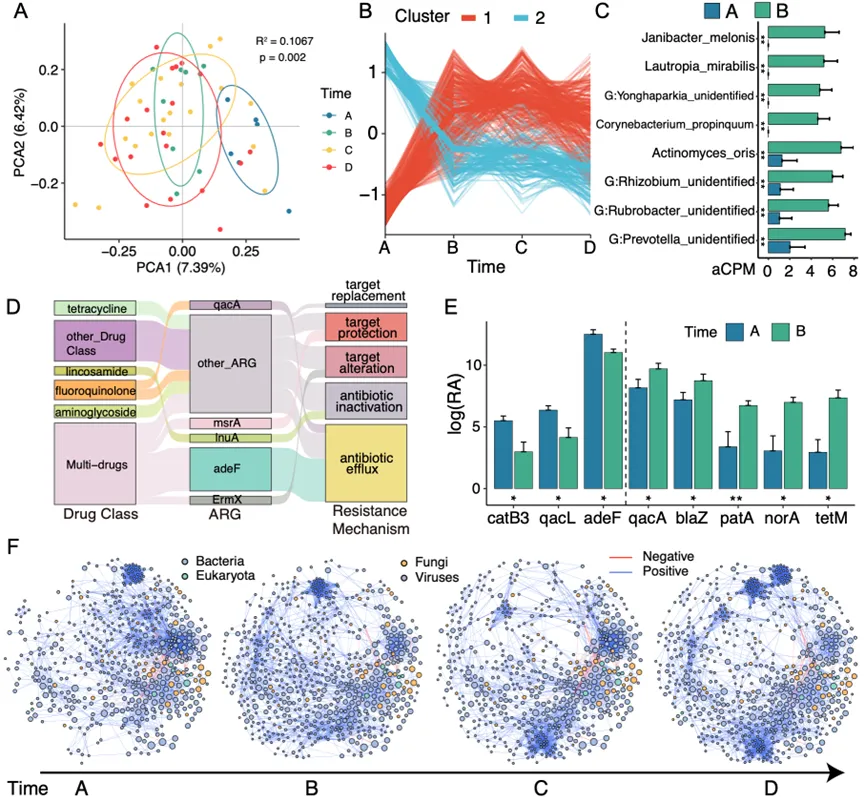 A
R² = 0.1067
p = 0.002
PCA2 (6.42%)
0.2
0.0
−0.2
−0.25
0.00
0.25
PCA1 (7.39%)
Time
A
B
C
D
B
Cluster
1
2
1
0
−1
A
B
C
D
Time
C
A
B
Janibacter_melonis
**
Lautropia_mirabilis
**
G:Yonghaparkia_unidentified
**
Corynebacterium_propinquum
**
Actinomyces_oris
**
G:Rhizobium_unidentified
**
G:Rubrobacter_unidentified
**
G:Prevotella_unidentified
**
aCPM
0 2 4 6 8
D
tetracycline
other_Drug
Class
lincosamide
fluoroquinolone
aminoglycoside
Multi−drugs
Drug Class
qacA
other_ARG
msrA
lnuA
adeF
ErmX
ARG
target
replacement
target
protection
target
alteration
antibiotic
inactivation
antibiotic
efflux
Resistance
Mechanism
E
Time
A
B
log(RA)
10
5
0
* * * * * ** * *
catB3 qacL adeF qacA blaZ patA norA tetM
F
Bacteria
Eukaryota
Fungi
Viruses
Negative
Positive
Time A B C D